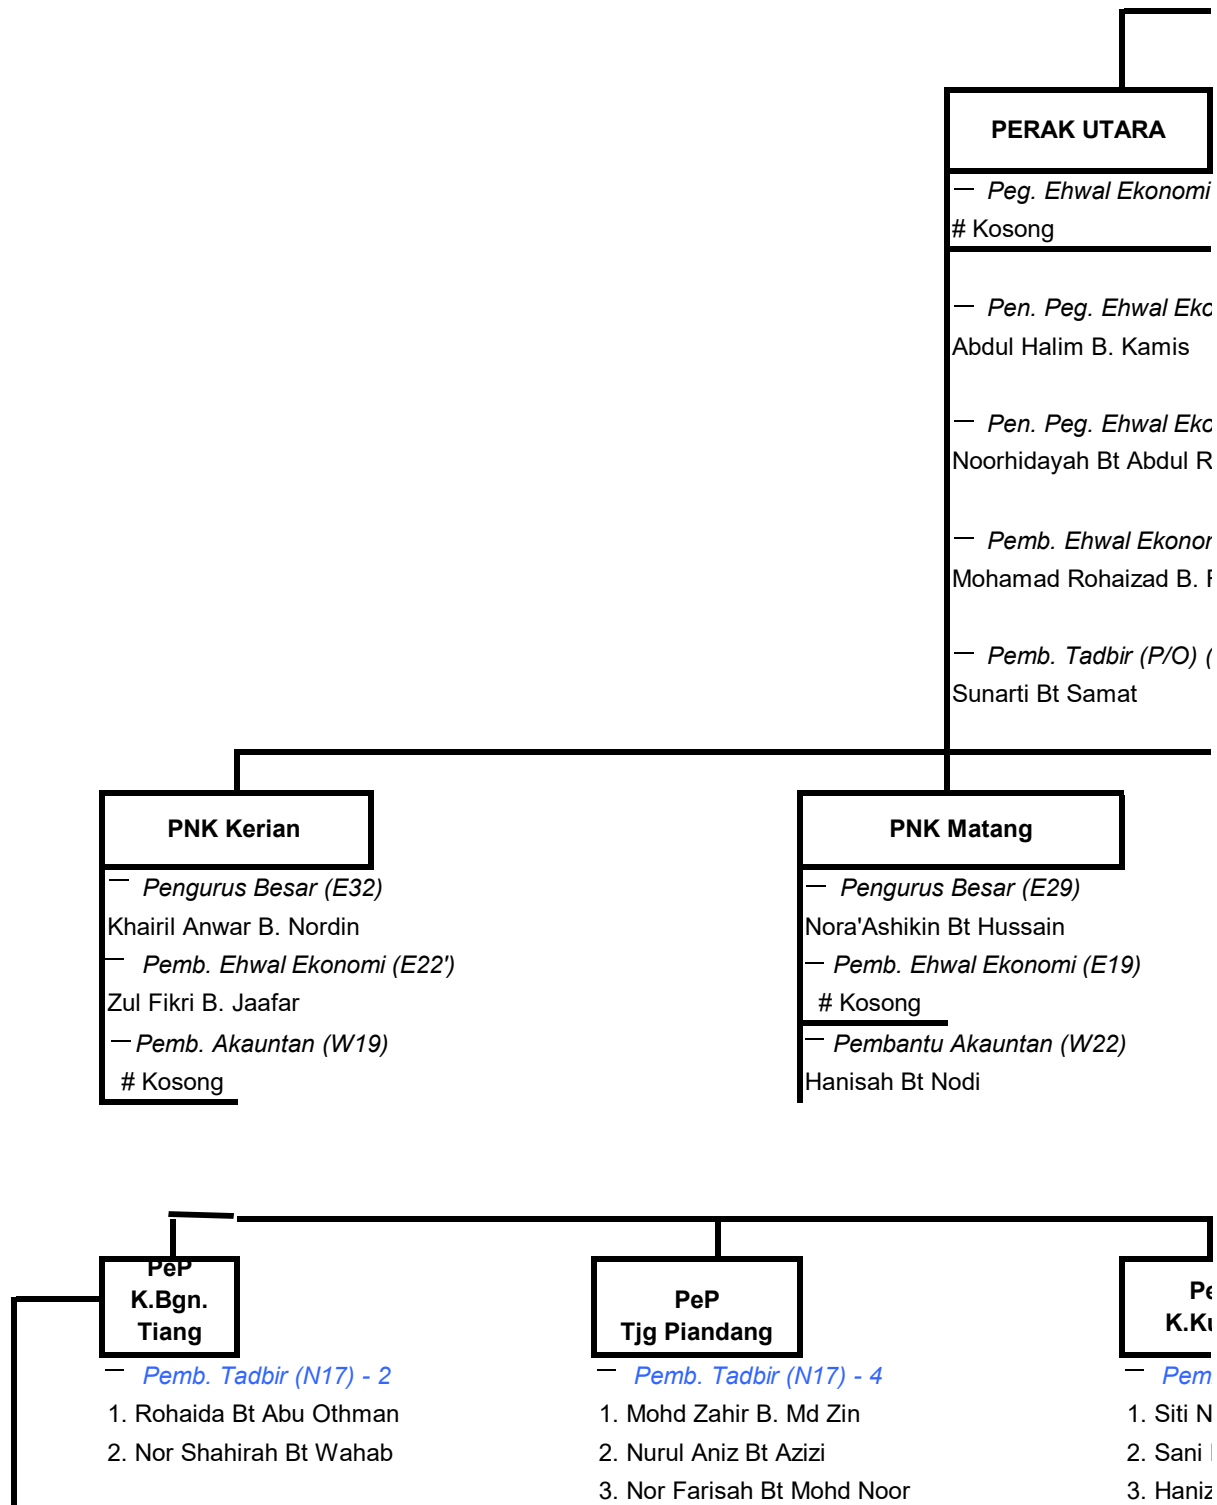 PERAK UTARA
— Peg. Ehwal Ekonomi
# Kosong
— Pen. Peg. Ehwal
Abdul Halim B. Kamis
— Pen. Peg. Ehwal
Noorhidayah Bt Abdul
— Pemb. Ehwal
Mohamad Rohaizad B.
— Pemb. Tadbir (P/O) (
Sunarti Bt Samat
PNK Kerian
— Pengurus Besar (E32)
Khairil Anwar B. Nordin
— Pemb. Ehwal Ekonomi (E22')
Zul Fikri B. Jaafar
— Pemb. Akauntan (W19)
# Kosong
PNK Matang
— Pengurus Besar (E29)
Nora'Ashikin Bt Hussain
— Pemb. Ehwal Ekonomi (E19)
# Kosong
— Pembantu Akauntan (W22)
Hanisah Bt Nodi
PeP
K.Bgn.
Tiang
— Pemb. Tadbir (N17) - 2
1. Rohaida Bt Abu Othman
2. Nor Shahirah Bt Wahab
PeP
Tjg Piandang
— Pemb. Tadbir (N17) - 4
1. Mohd Zahir B. Md Zin
2. Nurul Aniz Bt Azizi
3. Nor Farisah Bt Mohd Noor
1. Siti
2. Sani
3.